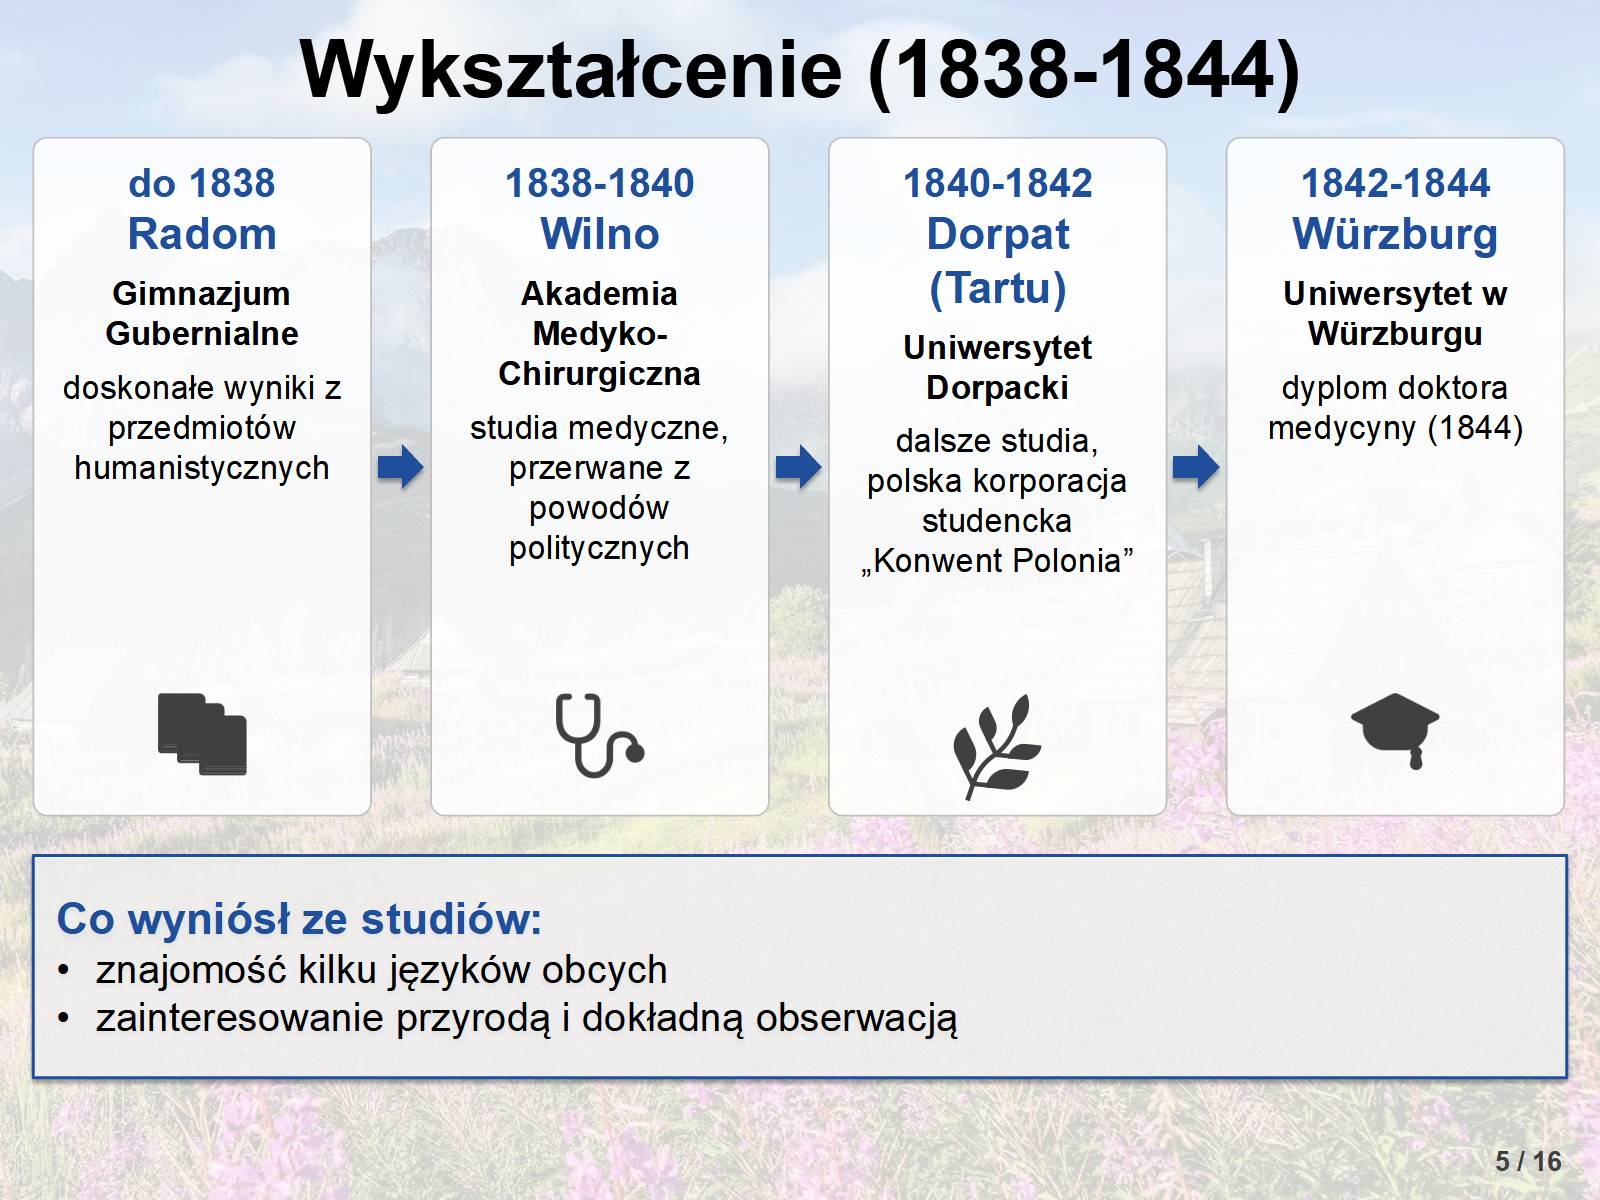 Wykształcenie (1838-1844)
do 1838
Radom
Gimnazjum
Gubernialne
doskonałe wyniki z
przedmiotów
humanistycznych
1838-1840
Wilno
Akademia
Medyko-
Chirurgiczna
studia medyczne,
przerwane z
powodów
politycznych
1840-1842
Dorpat
(Tartu)
Uniwersytet
Dorpacki
dalsze studia,
polska korporacja
studencka
„Konwent Polonia”
1842-1844
Würzburg
Uniwersytet w
Würzburgu
dyplom doktora
medycyny (1844)
Co wyniósł ze studiów:
• znajomość kilku języków obcych
• zainteresowanie przyrodą i dokładną obserwacją
5 / 16